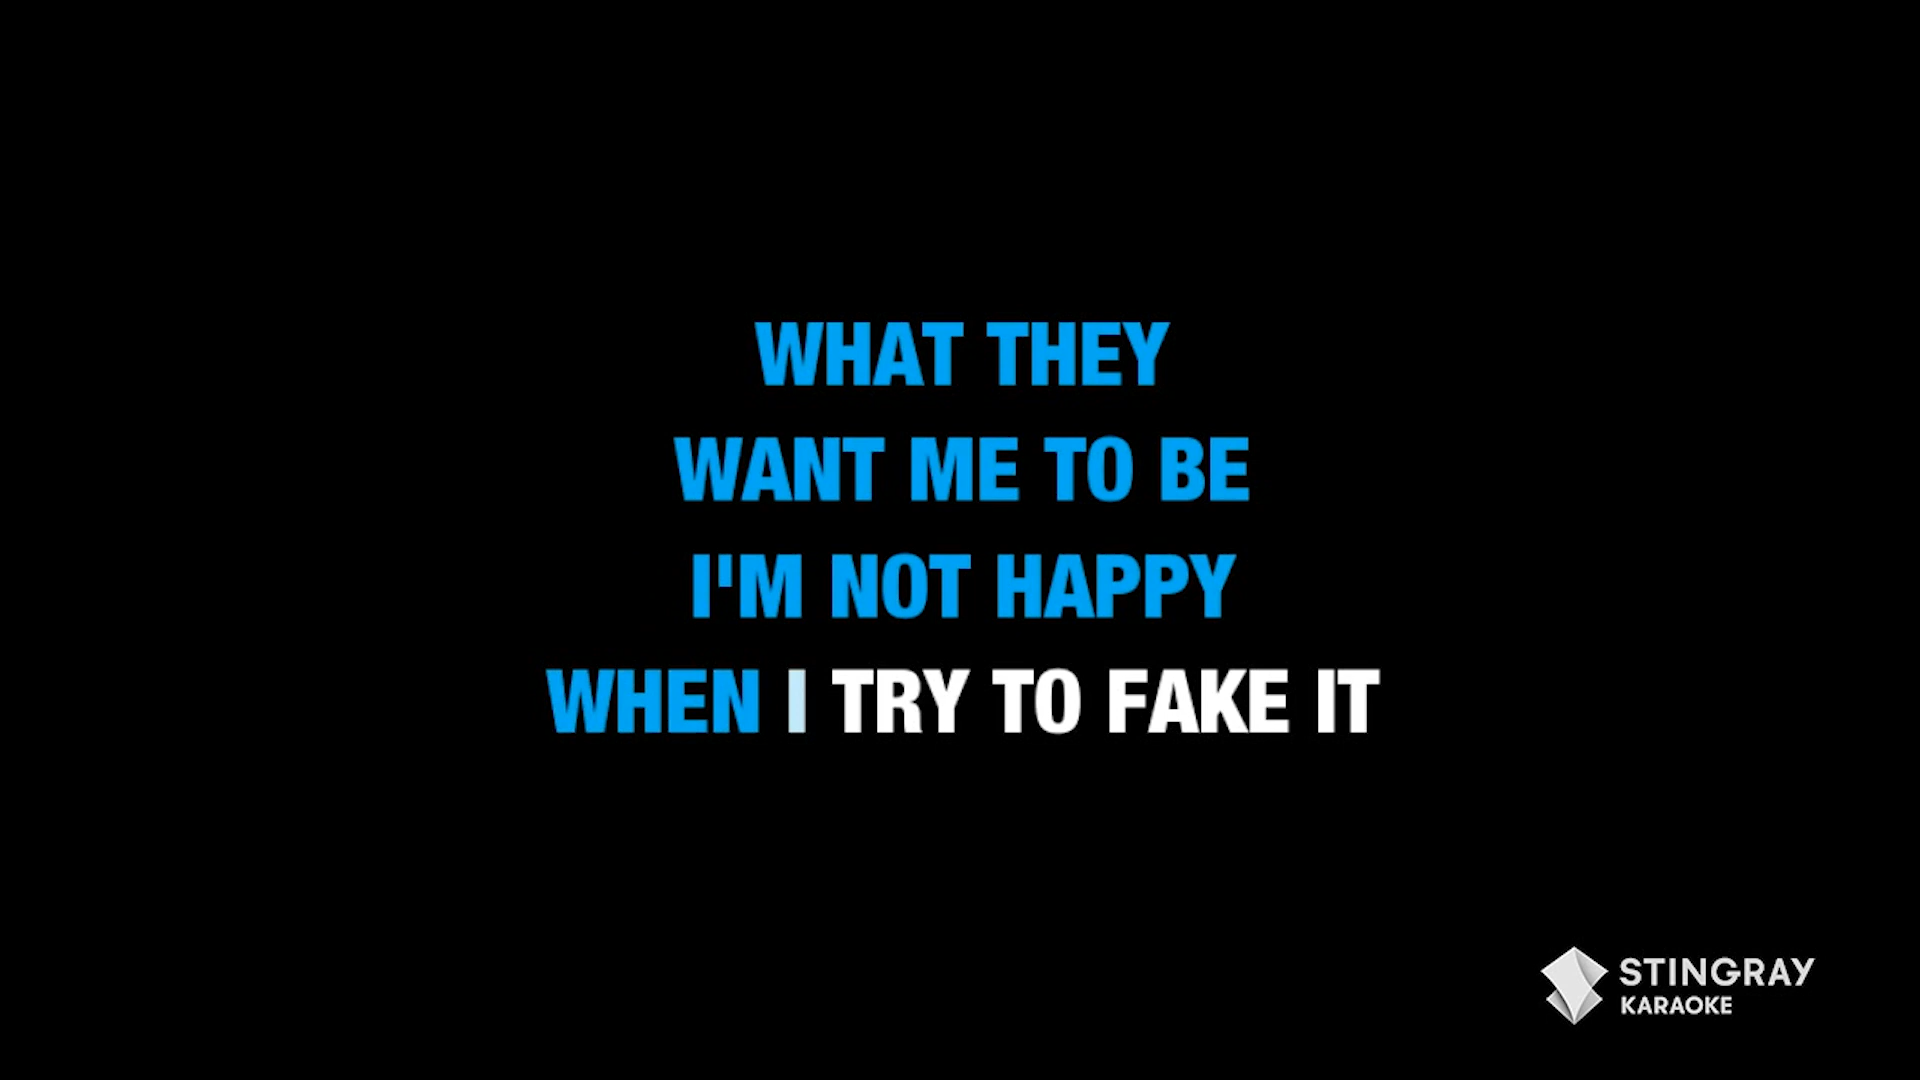 WHAT THEY
WANT ME TO BE
I'M NOT HAPPY
WHEN I TRY TO FAKE IT
STINGRAY
KARAOKE